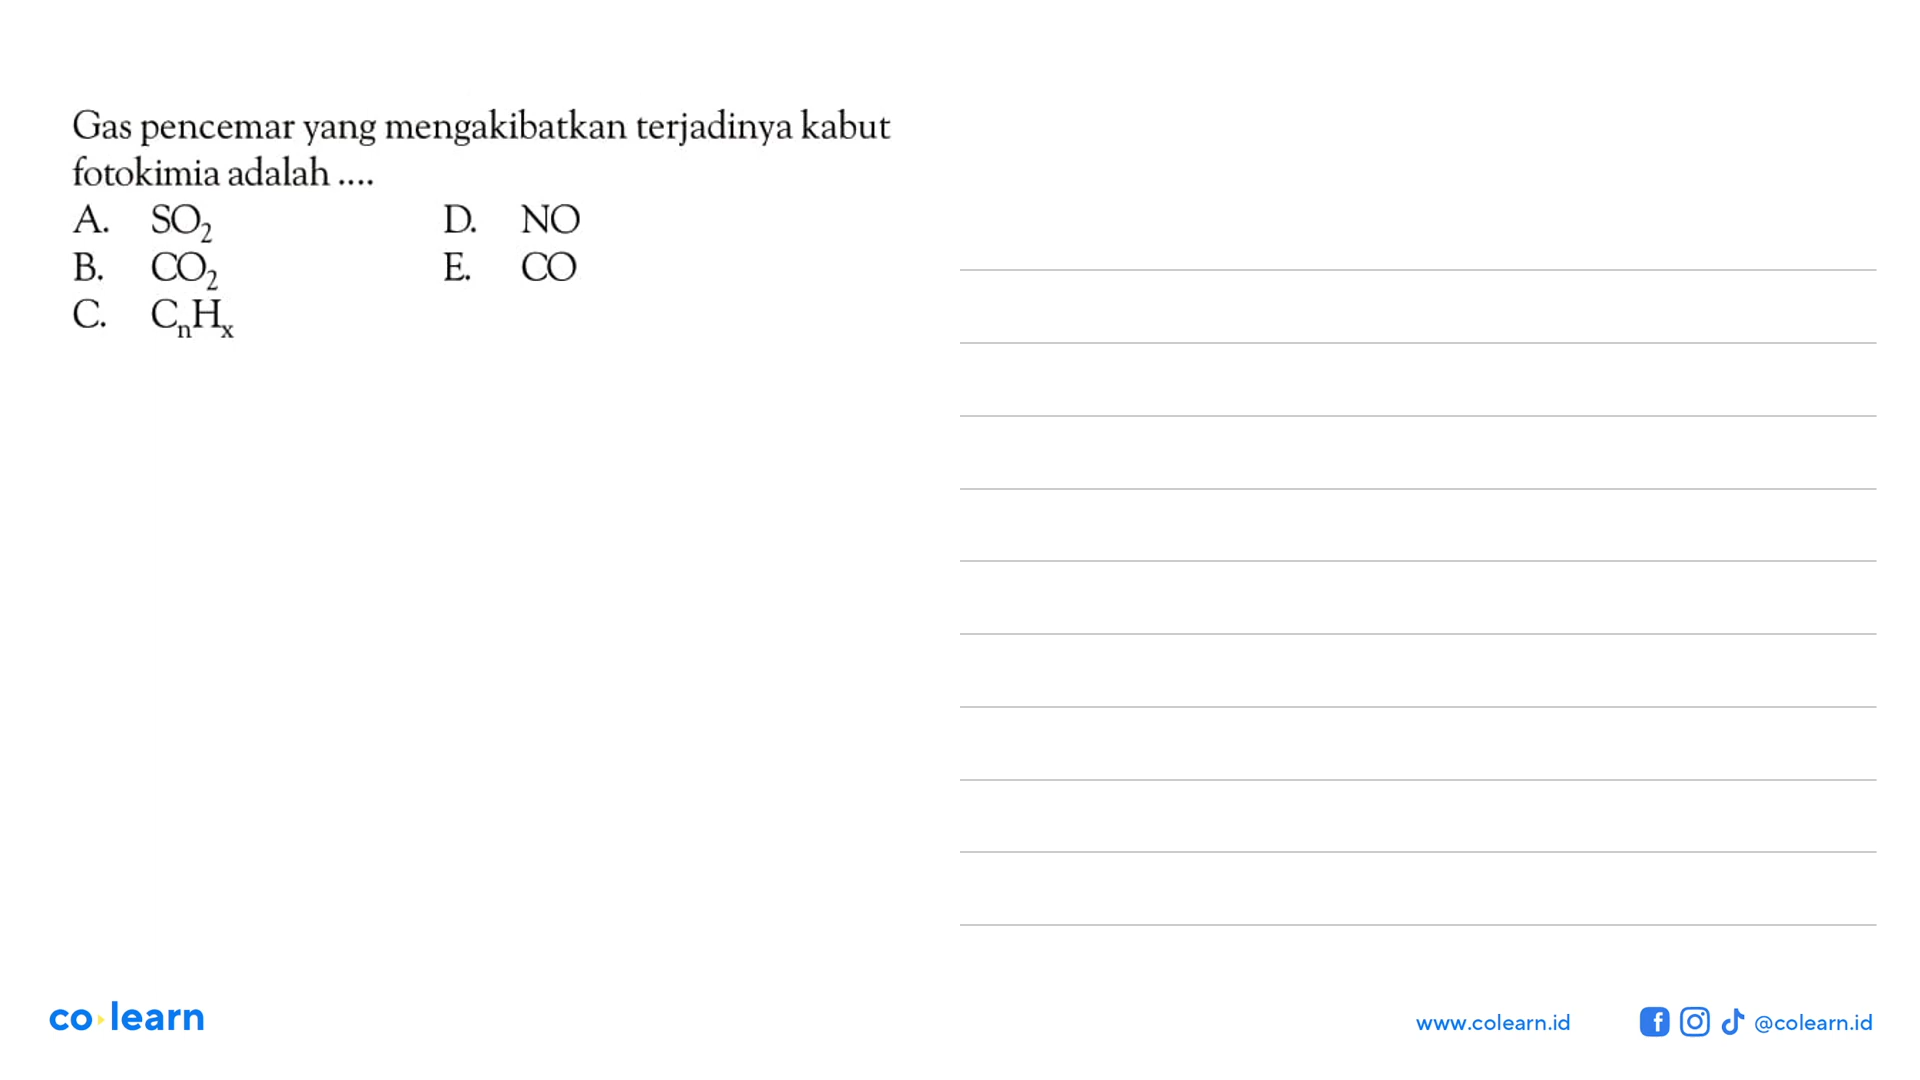 Gas pencemar yang mengakibatkan terjadinya kabut
fotokimia adalah ....
A. SO₂ D. NO
B. CO₂ E. CO
C. CₙHₓ
co learn
www.colearn.id @colearn.id